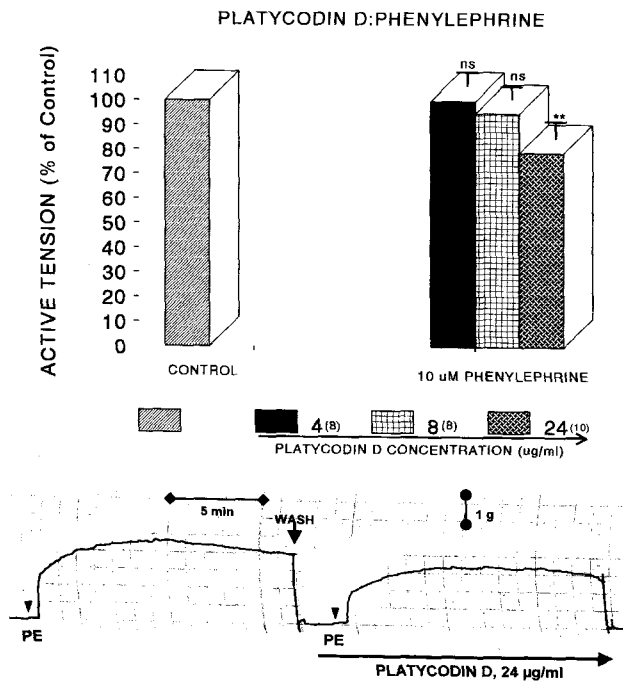 PLATYCODIN D:PHENYLEPHRINE
ACTIVE TENSION (% of Control)
110
100
90
80
70
60
50
40
30
20
10
0
ns
ns
**
CONTROL
10 uM PHENYLEPHRINE
4(8) 8(8) 24(10)
PLATYCODIN D CONCENTRATION (ug/ml)
5 min
WASH
1 g
PE
PE
PLATYCODIN D, 24 µg/ml